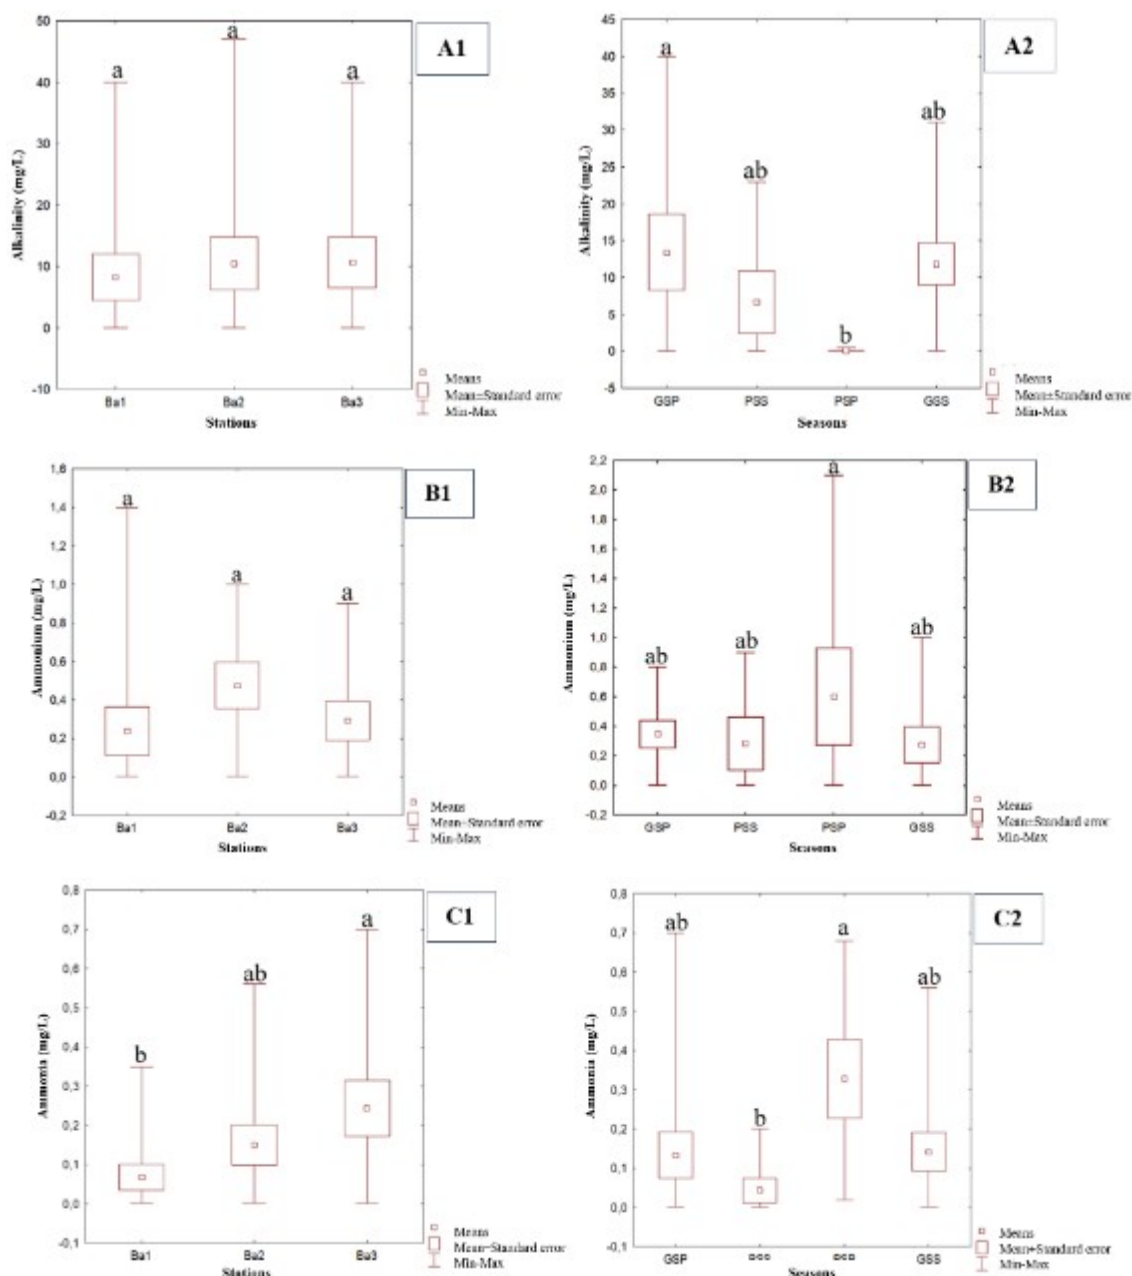 50
40
30
20
10
0
-10
Alkalinity (mg/L)
a
a
a
A1
Ba1
Ba2
Ba3
Stations
Means
Mean±Standard error
Min-Max
45
40
35
30
25
20
15
10
5
0
-5
Alkalinity (mg/L)
a
ab
b
ab
A2
GSP
PSS
PSP
GSS
Seasons
Means
Mean±Standard error
Min-Max
1,6
1,4
1,2
1,0
0,8
0,6
0,4
0,2
0,0
-0,2
Ammonium (mg/L)
a
a
a
B1
Ba1
Ba2
Ba3
Stations
Means
Mean±Standard error
Min-Max
2,2
2,0
1,8
1,6
1,4
1,2
1,0
0,8
0,6
0,4
0,2
0,0
-0,2
Ammonium (mg/L)
ab
ab
a
ab
B2
GSP
PSS
PSP
GSS
Seasons
Means
Mean±Standard error
Min-Max
0,8
0,7
0,6
0,5
0,4
0,3
0,2
0,1
0,0
-0,1
Ammonia (mg/L)
b
ab
a
C1
Ba1
Ba2
Ba3
Stations
Means
Mean±Standard error
Min-Max
0,8
0,7
0,6
0,5
0,4
0,3
0,2
0,1
0,0
-0,1
Ammonia (mg/L)
ab
b
a
ab
C2
GSP
GSS
Seasons
Means
Mean±Standard error
Min-Max